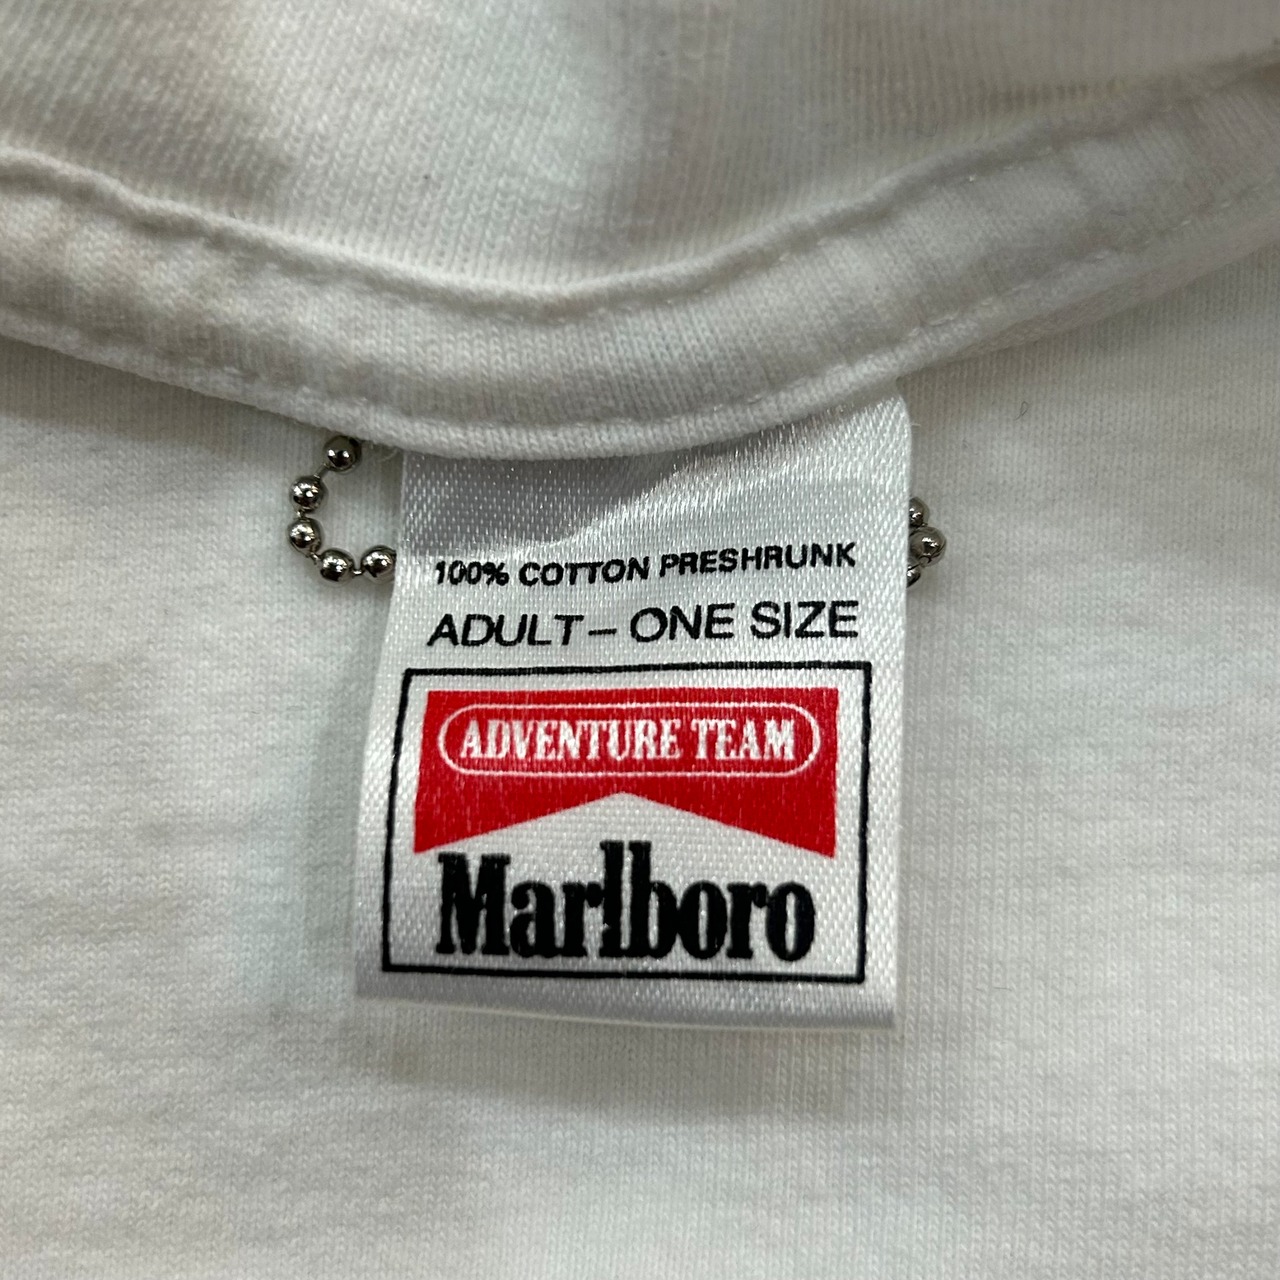 100% COTTON PRESHRUNK
ADULT – ONE SIZE
ADVENTURE TEAM
Marlboro